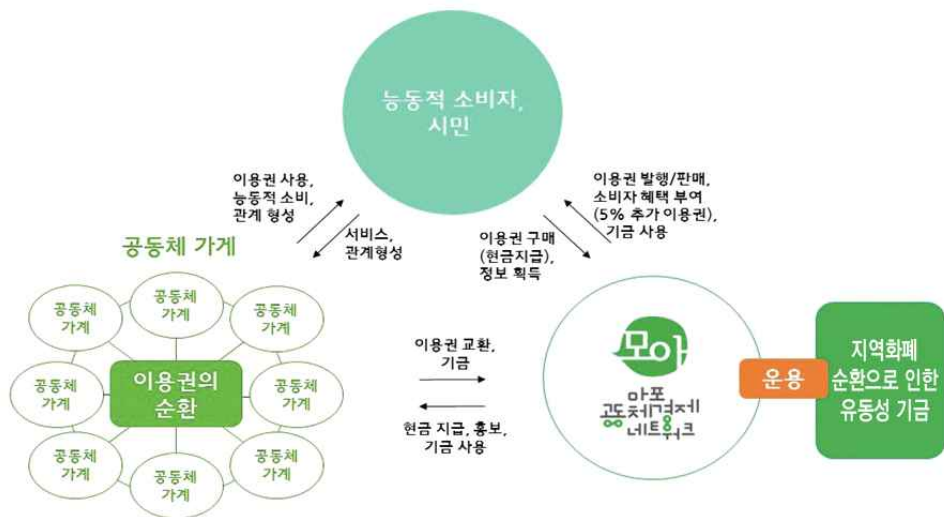 능동적 소비자,
시민
이용권 사용,
능동적 소비,
관계 형성
서비스,
관계형성
이용권 발행/판매,
소비자 혜택 부여
(5% 추가 이용권),
기금 사용
이용권 구매
(현금지급),
정보 획득
공동체 가게
공동체
가게
공동체
가게
공동체
가게
공동체
가게
이용권의
순환
공동체
가게
공동체
가게
공동체
가게
공동체
가게
이용권 교환,
기금
현금 지급, 홍보,
기금 사용
모아
마포
공동체경제
네트워크
운용
지역화폐
순환으로 인한
유동성 기금